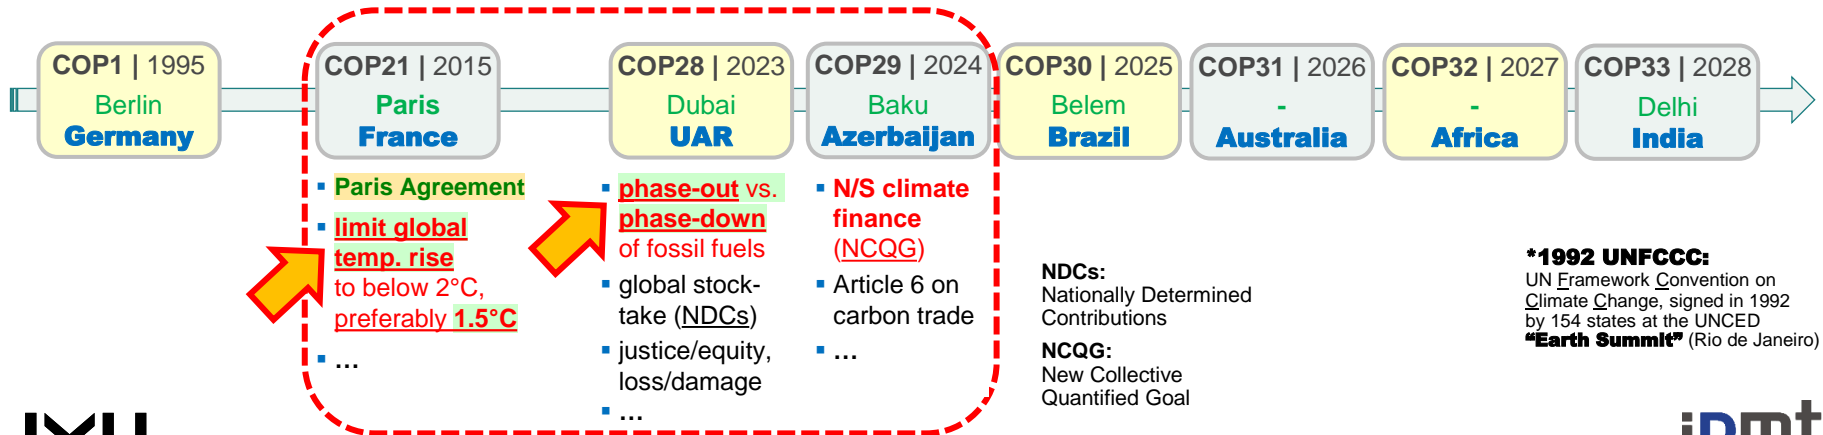 COP1 | 1995
Berlin
Germany
COP21 | 2015
Paris
France
COP28 | 2023
Dubai
UAR
COP29 | 2024
Baku
Azerbaijan
COP30 | 2025
Belem
Brazil
COP31 | 2026
-
Australia
COP32 | 2027
-
Africa
COP33 | 2028
Delhi
India
▪ Paris Agreement
▪ limit global
temp. rise
to below 2°C,
preferably 1.5°C
▪ ...
▪ phase-out vs.
phase-down
of fossil fuels
▪ global stock-
take (NDCs)
▪ justice/equity,
loss/damage
▪ ...
▪ N/S climate
finance
(NCQG)
▪ Article 6 on
carbon trade
▪ ...
NDCs:
Nationally Determined
Contributions
NCQG:
New Collective
Quantified Goal
*1992 UNFCCC:
UN Framework Convention on
Climate Change, signed in 1992
by 154 states at the UNCED
“Earth Summit” (Rio de Janeiro)